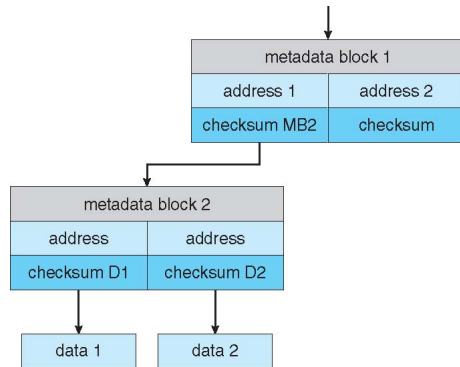 metadata block 1
address 1 address 2
checksum MB2 checksum
metadata block 2
address address
checksum D1 checksum D2
data 1 data 2